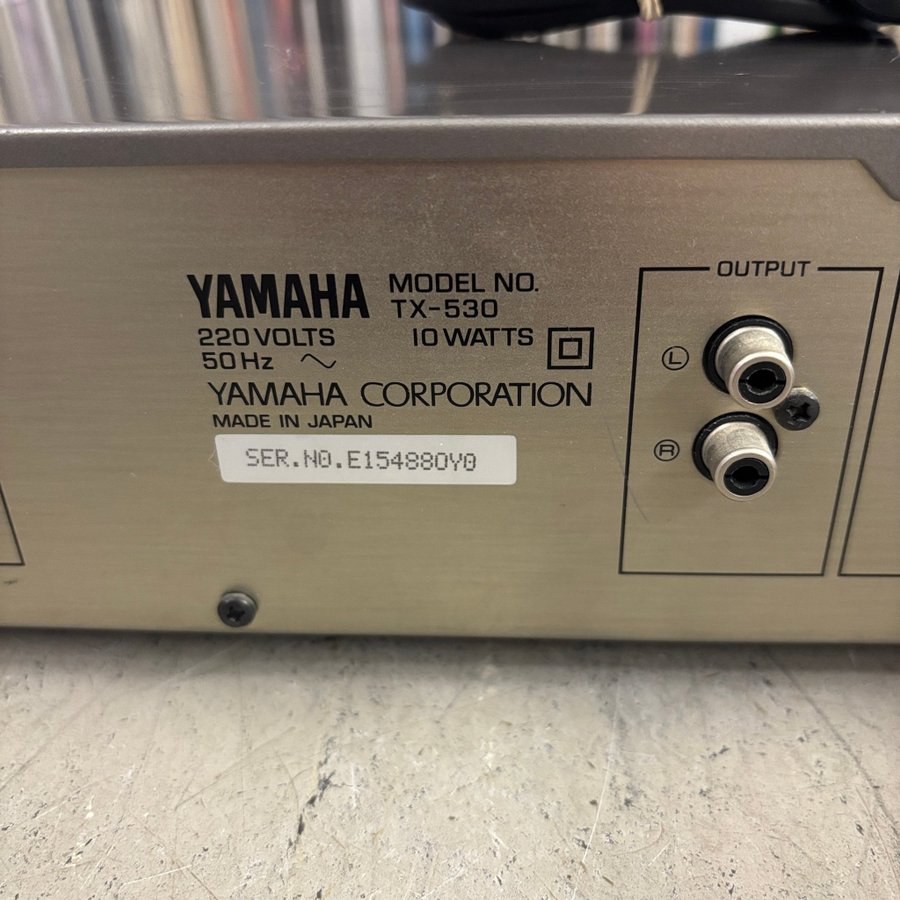 YAMAHA MODEL NO.
TX-530
220 VOLTS 10 WATTS
50 Hz ~
YAMAHA CORPORATION
MADE IN JAPAN
SER.NO.E154880Y0
OUTPUT
L
R